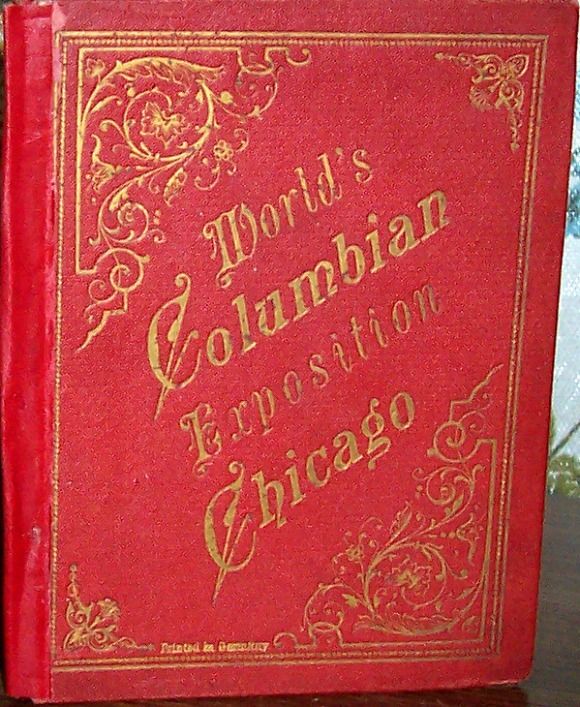 World's
Columbian
Exposition
Chicago
Printed in Germany